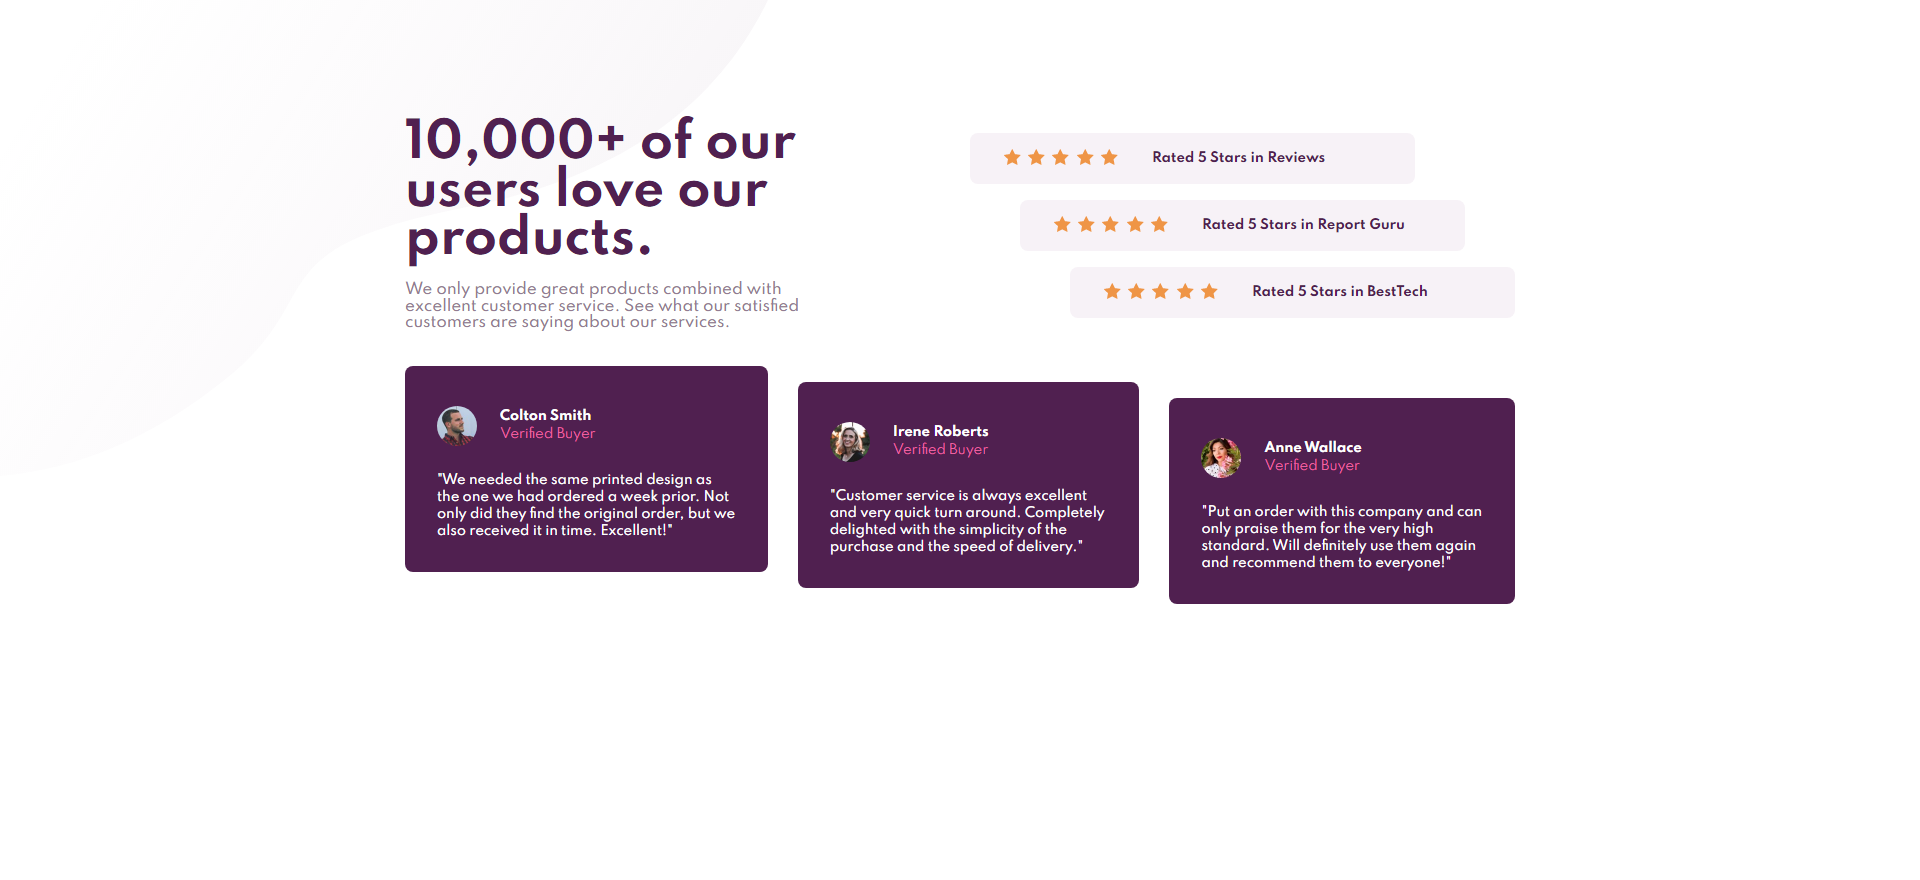 10,000+ of our
users love our
products.
We only provide great products combined with
excellent customer service. See what our satisfied
customers are saying about our services.
Rated 5 Stars in Reviews
Rated 5 Stars in Report Guru
Rated 5 Stars in BestTech
Colton Smith
Verified Buyer
"We needed the same printed design as
the one we had ordered a week prior. Not
only did they find the original order, but we
also received it in time. Excellent!"
Irene Roberts
Verified Buyer
"Customer service is always excellent
and very quick turn around. Completely
delighted with the simplicity of the
purchase and the speed of delivery."
Anne Wallace
Verified Buyer
"Put an order with this company and can
only praise them for the very high
standard. Will definitely use them again
and recommend them to everyone!"